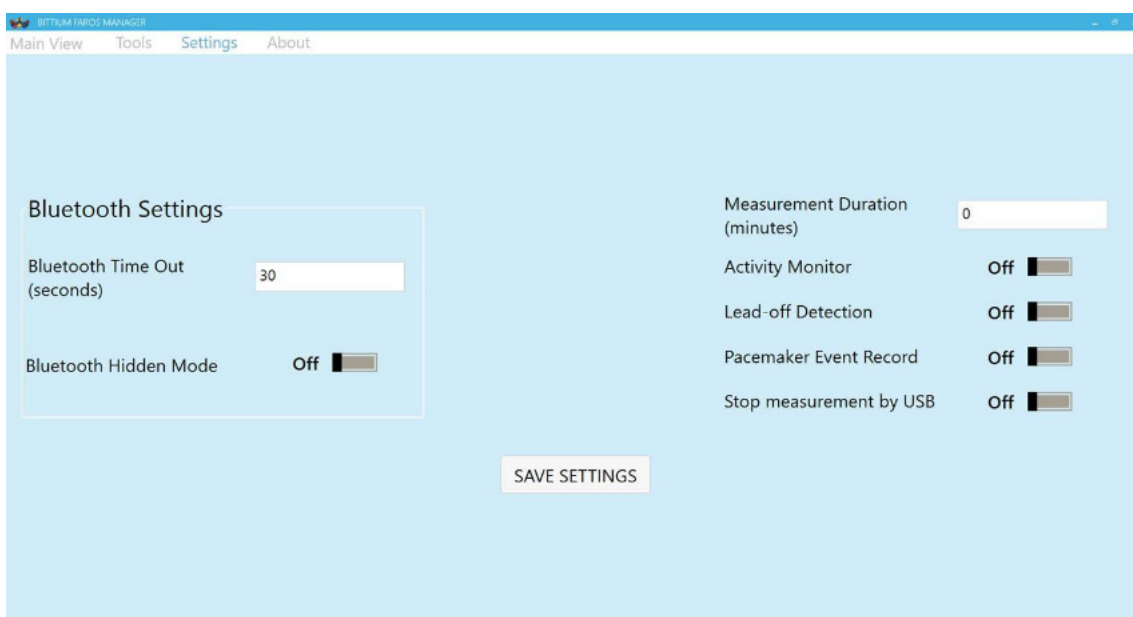 BITTIUM FAROS MANAGER
Main View Tools Settings About
Bluetooth Settings
Bluetooth Time Out
(seconds)
30
Bluetooth Hidden Mode Off
Measurement Duration
(minutes)
0
Activity Monitor Off
Lead-off Detection Off
Pacemaker Event Record Off
Stop measurement by USB Off
SAVE SETTINGS